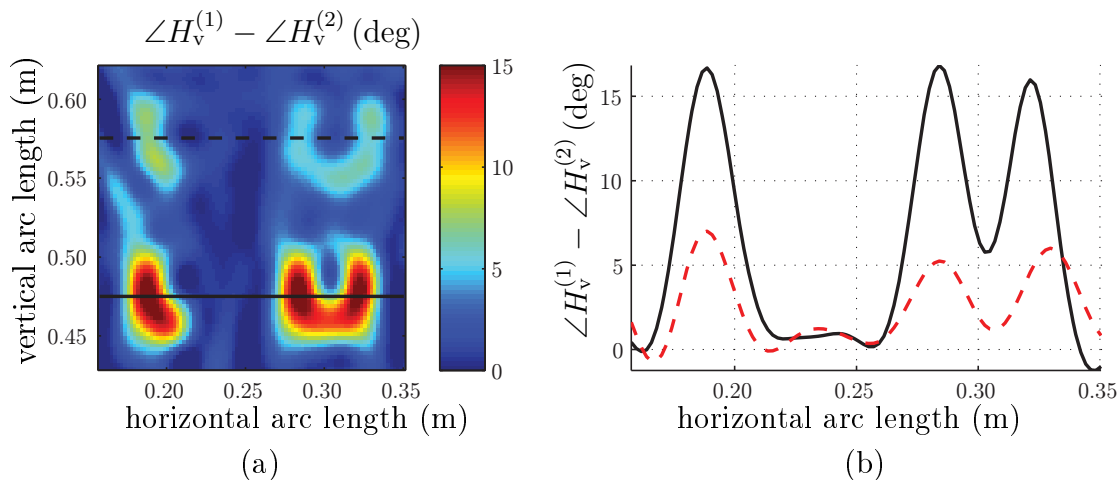 ∠H_v^(1) − ∠H_v^(2) (deg)
vertical arc length (m)
0.60
0.55
0.50
0.45
0.20 0.25 0.30 0.35
horizontal arc length (m)
15
10
5
0
(a)
∠H_v^(1) − ∠H_v^(2) (deg)
15
10
5
0
0.20 0.25 0.30 0.35
horizontal arc length (m)
(b)